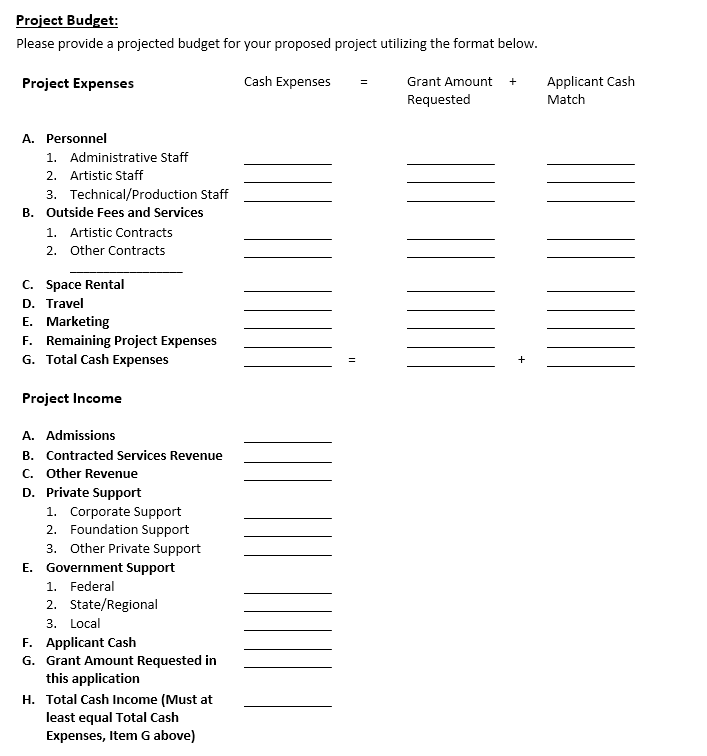 Project Budget:
Please provide a projected budget for your proposed project utilizing the format below.
Project Expenses Cash Expenses = Grant Amount + Applicant Cash
Requested Match
A. Personnel
1. Administrative Staff
2. Artistic Staff
3. Technical/Production Staff
B. Outside Fees and Services
1. Artistic Contracts
2. Other Contracts
C. Space Rental
D. Travel
E. Marketing
F. Remaining Project Expenses
G. Total Cash Expenses = +
Project Income
A. Admissions
B. Contracted Services Revenue
C. Other Revenue
D. Private Support
1. Corporate Support
2. Foundation Support
3. Other Private Support
E. Government Support
1. Federal
2. State/Regional
3. Local
F. Applicant Cash
G. Grant Amount Requested in
this application
H. Total Cash Income (Must at
least equal Total Cash
Expenses, Item G above)